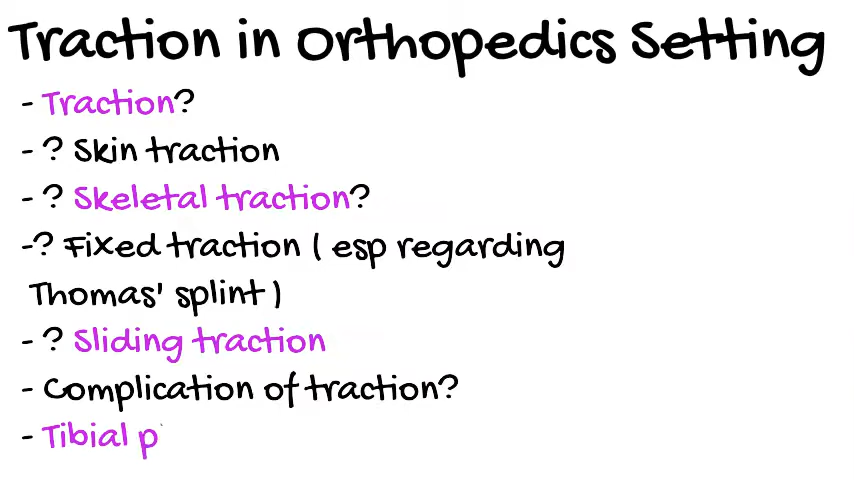 Traction in Orthopedics Setting
- Traction?
- ? Skin traction
- ? Skeletal traction?
-? Fixed traction ( esp regarding
Thomas' splint )
- ? Sliding traction
- Complication of traction?
- Tibial p